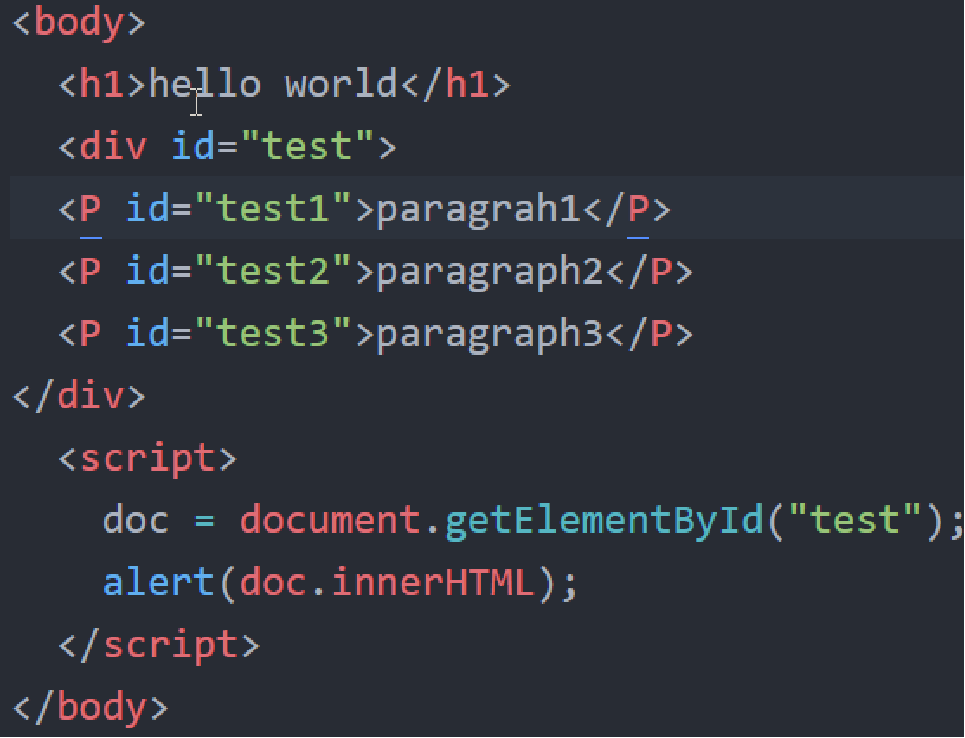 <body>
<h1>hello world</h1>
<div id="test">
<P id="test1">paragrah1</P>
<P id="test2">paragraph2</P>
<P id="test3">paragraph3</P>
</div>
<script>
doc = document.getElementById("test");
alert(doc.innerHTML);
</script>
</body>